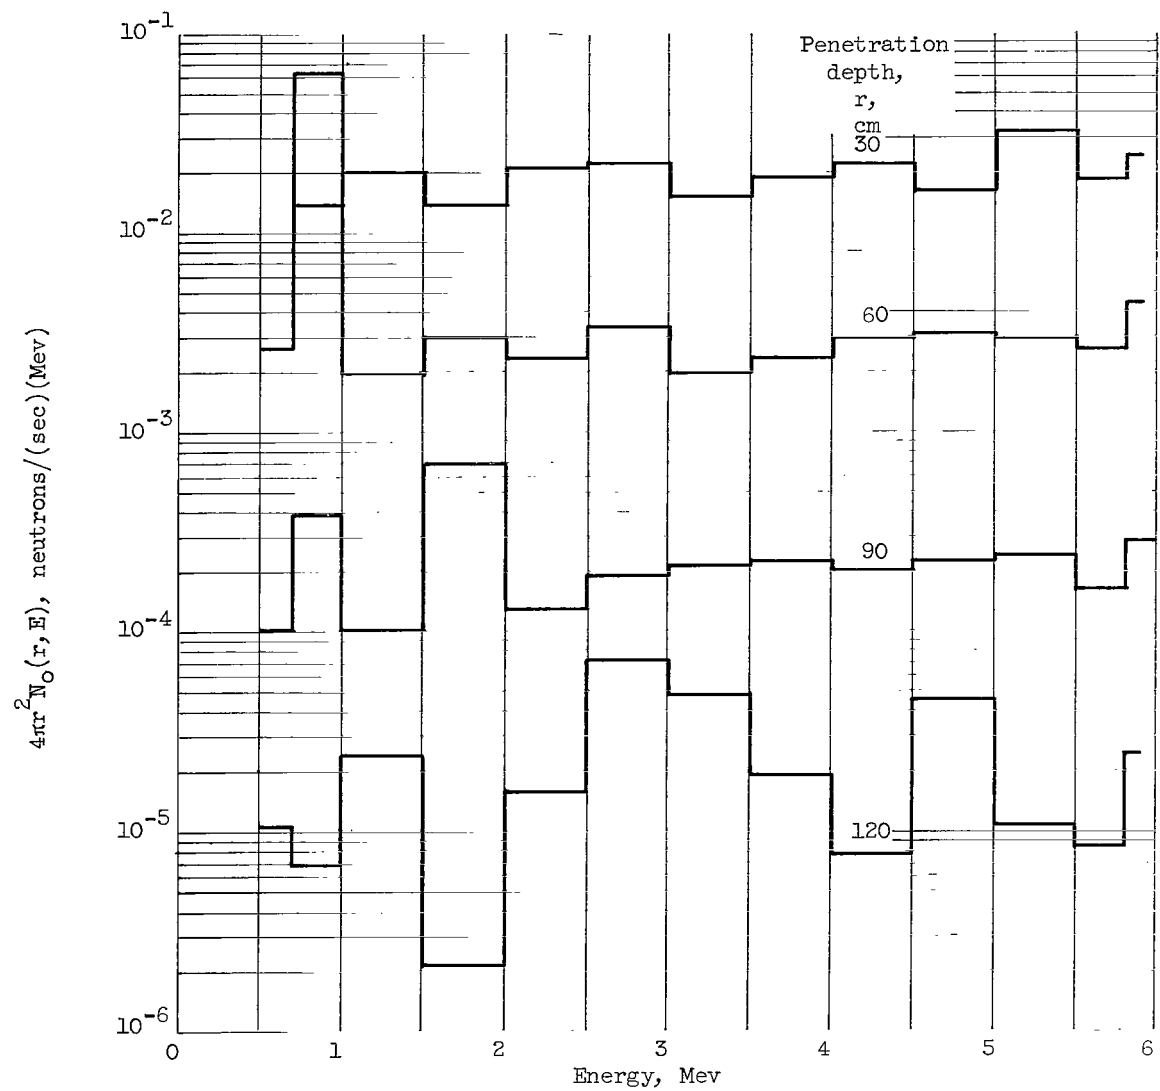 10-1
10-2
10-3
10-4
10-5
10-6
4πr2No(r,E), neutrons/(sec)(Mev)
Penetration
depth,
r,
cm
30
60
90
120
0 1 2 3 4 5 6
Energy, Mev